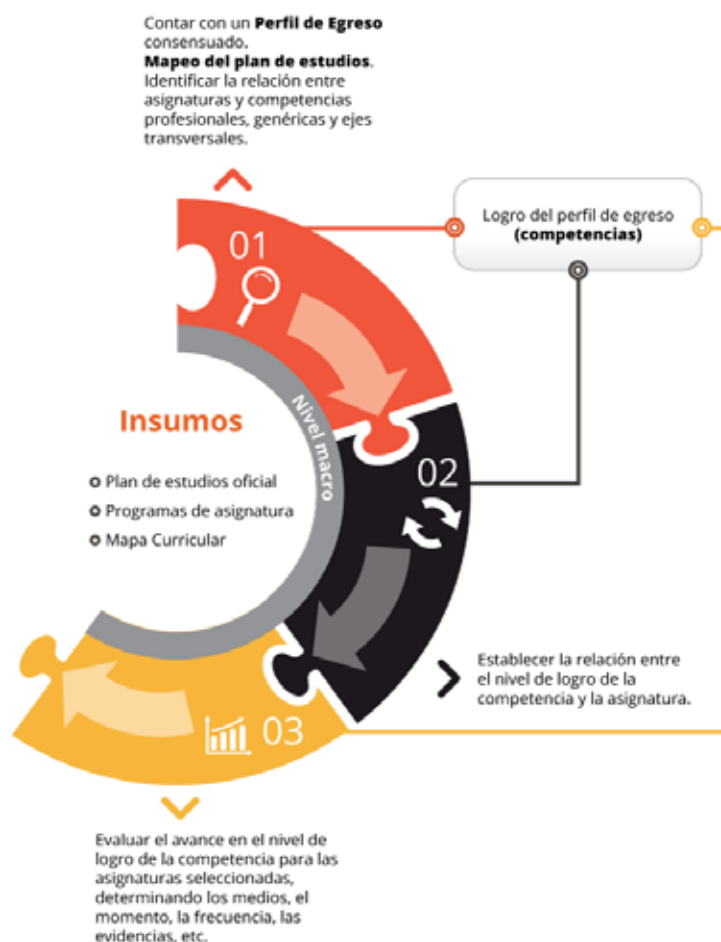 Contar con un Perfil de Egreso
consensuado.
Mapeo del plan de estudios.
Identificar la relación entre
asignaturas y competencias
profesionales, genéricas y ejes
transversales.
01
Logro del perfil de egreso
(competencias)
Nivel macro
Insumos
Plan de estudios oficial
Programas de asignatura
Mapa Curricular
02
Establecer la relación entre
el nivel de logro de la
competencia y la asignatura.
03
Evaluar el avance en el nivel de
logro de la competencia para las
asignaturas seleccionadas,
determinando los medios, el
momento, la frecuencia, las
evidencias, etc.